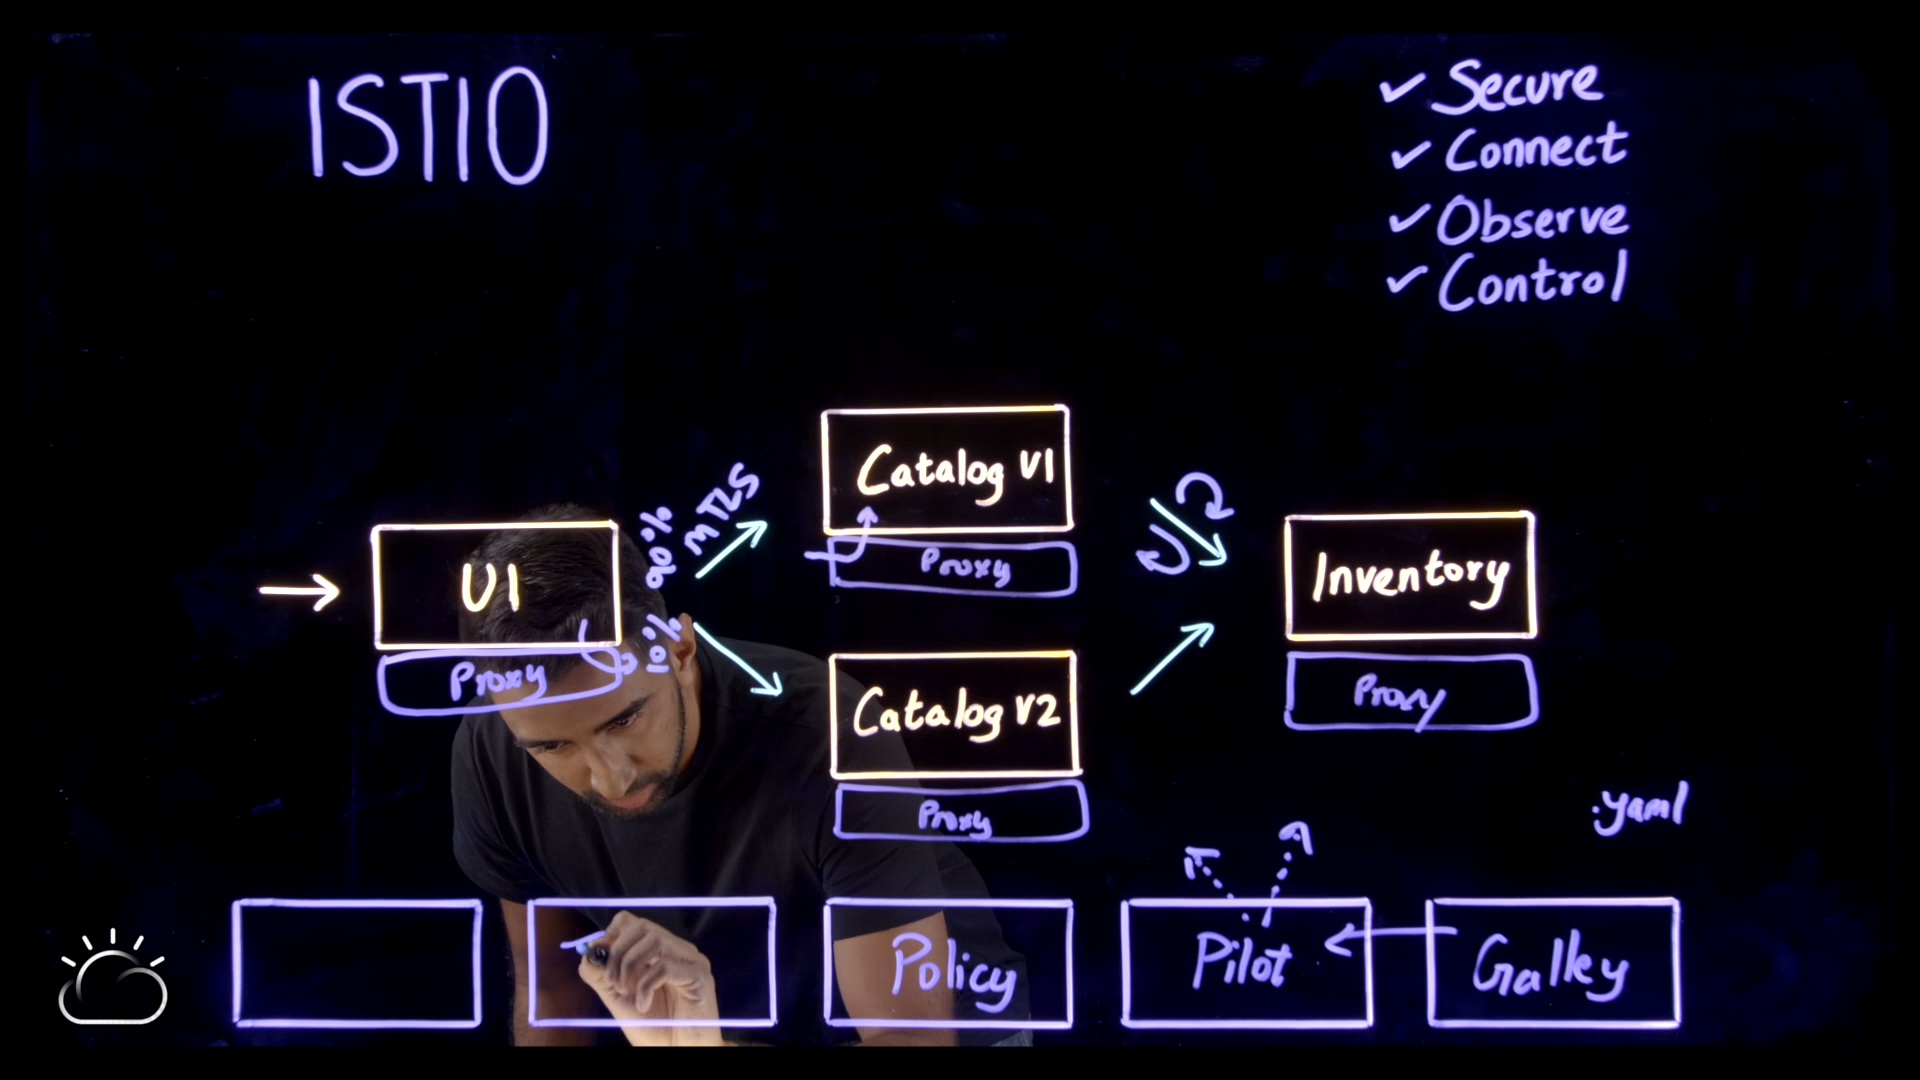 ISTIO
✓ Secure
✓ Connect
✓ Observe
✓ Control
Catalog V1
Proxy
MTLS
90%
UI
Proxy
10%
Inventory
Proxy
Catalog V2
Proxy
.yaml
Policy
Pilot
Galley